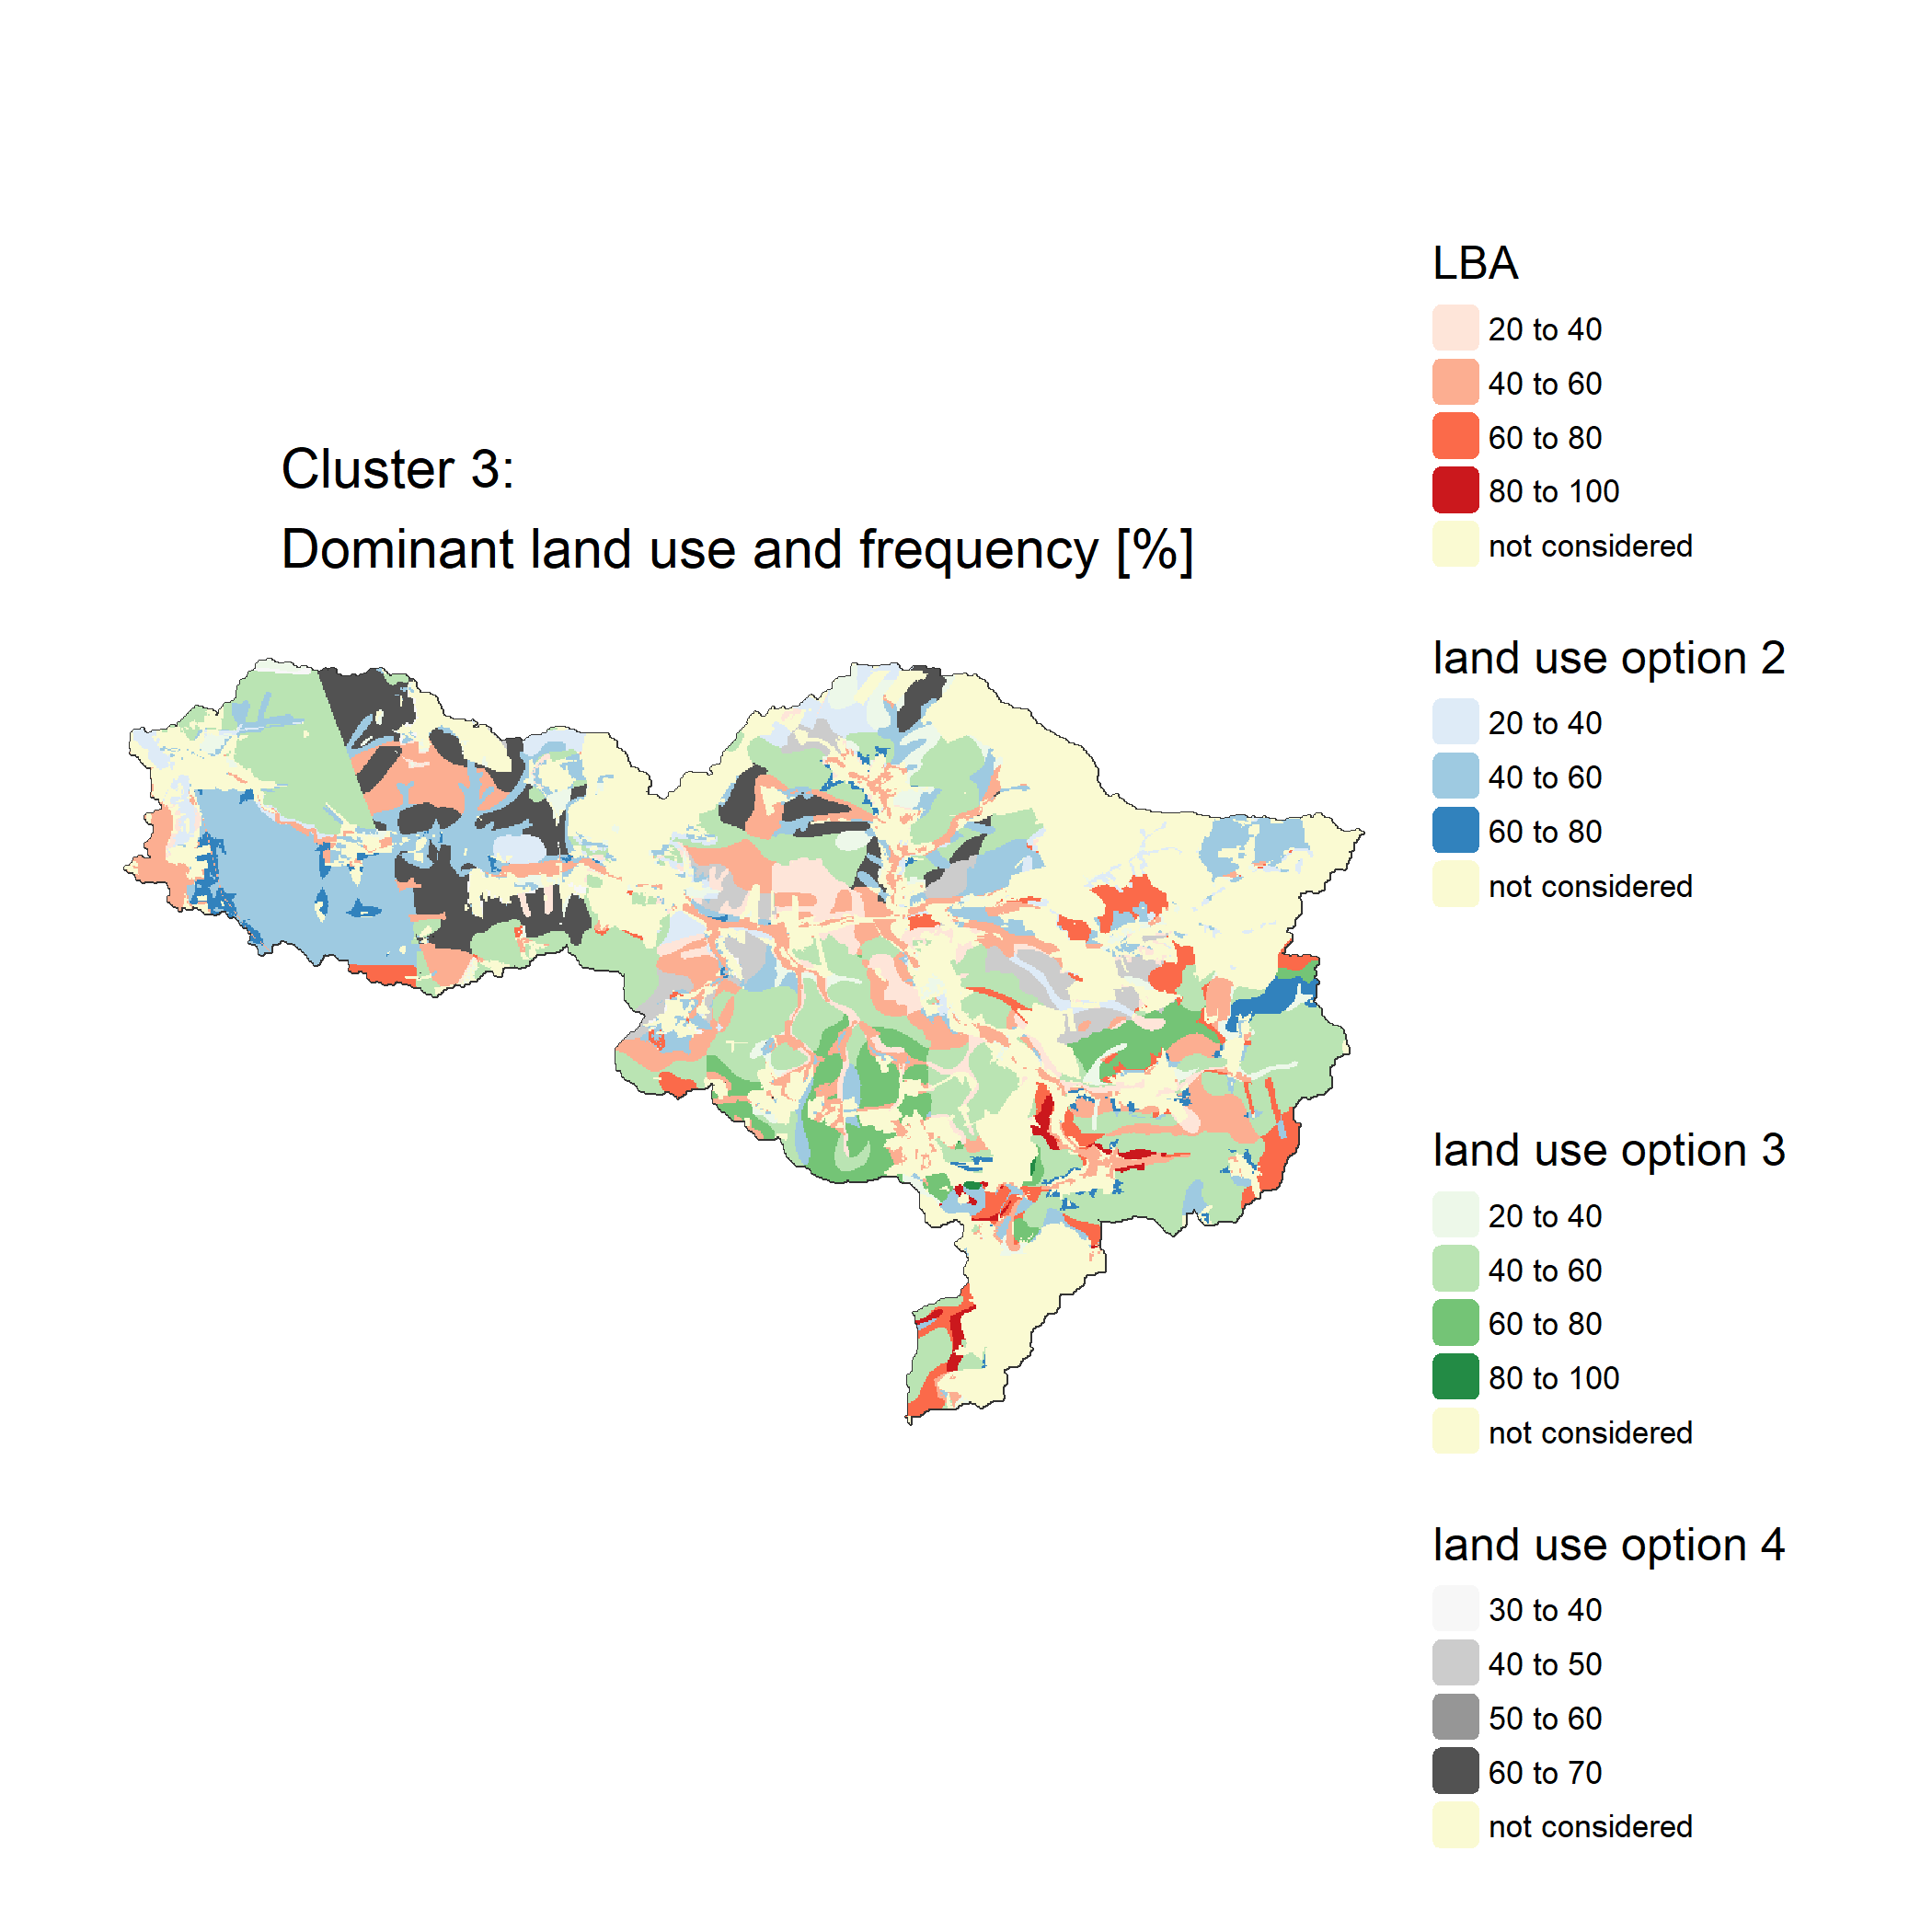 Cluster 3:
Dominant land use and frequency [%]
LBA
20 to 40
40 to 60
60 to 80
80 to 100
not considered
land use option 2
20 to 40
40 to 60
60 to 80
not considered
land use option 3
20 to 40
40 to 60
60 to 80
80 to 100
not considered
land use option 4
30 to 40
40 to 50
50 to 60
60 to 70
not considered